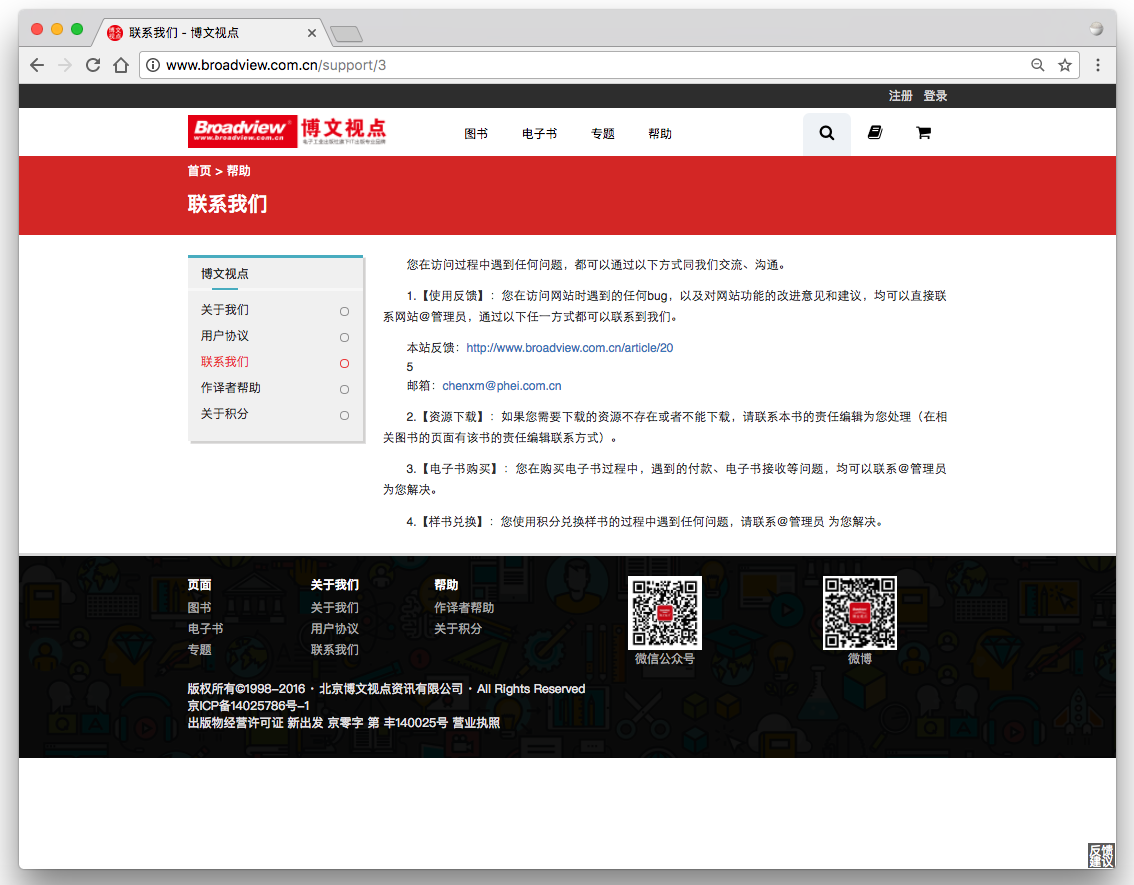 联系我们 - 博文视点
www.broadview.com.cn/support/3
注册 登录
Broadview
www.broadview.com.cn
博文视点
图书 电子书 专题 帮助
首页 > 帮助
联系我们
博文视点
关于我们
用户协议
联系我们
作译者帮助
关于积分
您在访问过程中遇到任何问题，都可以通过以下方式同我们交流、沟通。
1.【使用反馈】：您在访问网站时遇到的任何bug，以及对网站功能的改进意见和建议，均可以直接联
系网站@管理员，通过以下任一方式都可以联系到我们。
本站反馈：http://www.broadview.com.cn/article/20
5
邮箱：chenxm@phei.com.cn
2.【资源下载】：如果您需要下载的资源不存在或者不能下载，请联系本书的责任编辑为您处理（在相
关图书的页面有该书的责任编辑联系方式）。
3.【电子书购买】：您在购买电子书过程中，遇到的付款、电子书接收等问题，均可以联系@管理员
为您解决。
4.【样书兑换】：您使用积分兑换样书的过程中遇到任何问题，请联系@管理员 为您解决。
页面 关于我们 帮助
图书 关于我们 作译者帮助
电子书 用户协议 关于积分
专题 联系我们
微信公众号 微博
版权所有©1998-2016 · 北京博文视点资讯有限公司 · All Rights Reserved
京ICP备14025786号-1
出版物经营许可证 新出发 京零字 第 丰140025号 营业执照
反馈
建议